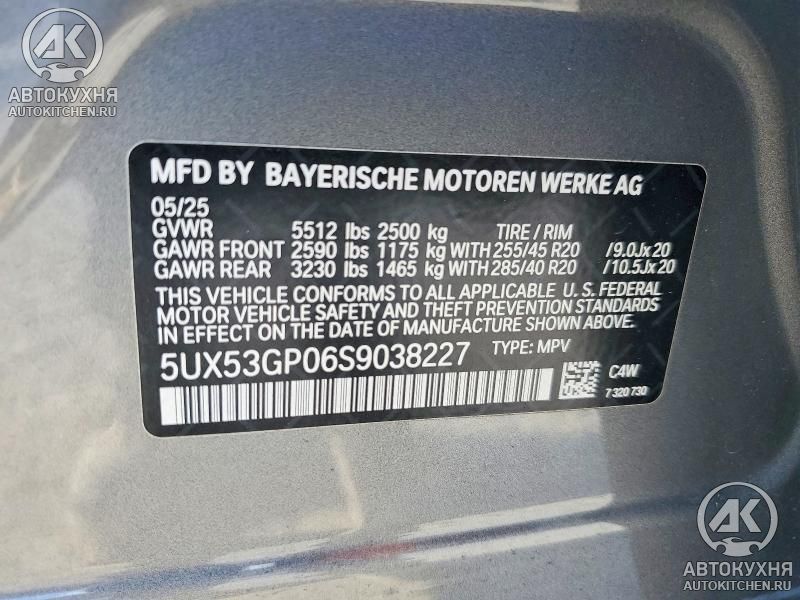 AK
АВТОКУХНЯ
AUTOKITCHEN.RU
MFD BY BAYERISCHE MOTOREN WERKE AG
05/25
GVWR 5512 lbs 2500 kg TIRE / RIM
GAWR FRONT 2590 lbs 1175 kg WITH 255/45 R20 /9.0Jx20
GAWR REAR 3230 lbs 1465 kg WITH 285/40 R20 /10.5Jx20
THIS VEHICLE CONFORMS TO ALL APPLICABLE U. S. FEDERAL
MOTOR VEHICLE SAFETY AND THEFT PREVENTION STANDARDS
IN EFFECT ON THE DATE OF MANUFACTURE SHOWN ABOVE.
5UX53GP06S9038227 TYPE: MPV
C4W
7 320 730
AK
АВТОКУХНЯ
AUTOKITCHEN.RU